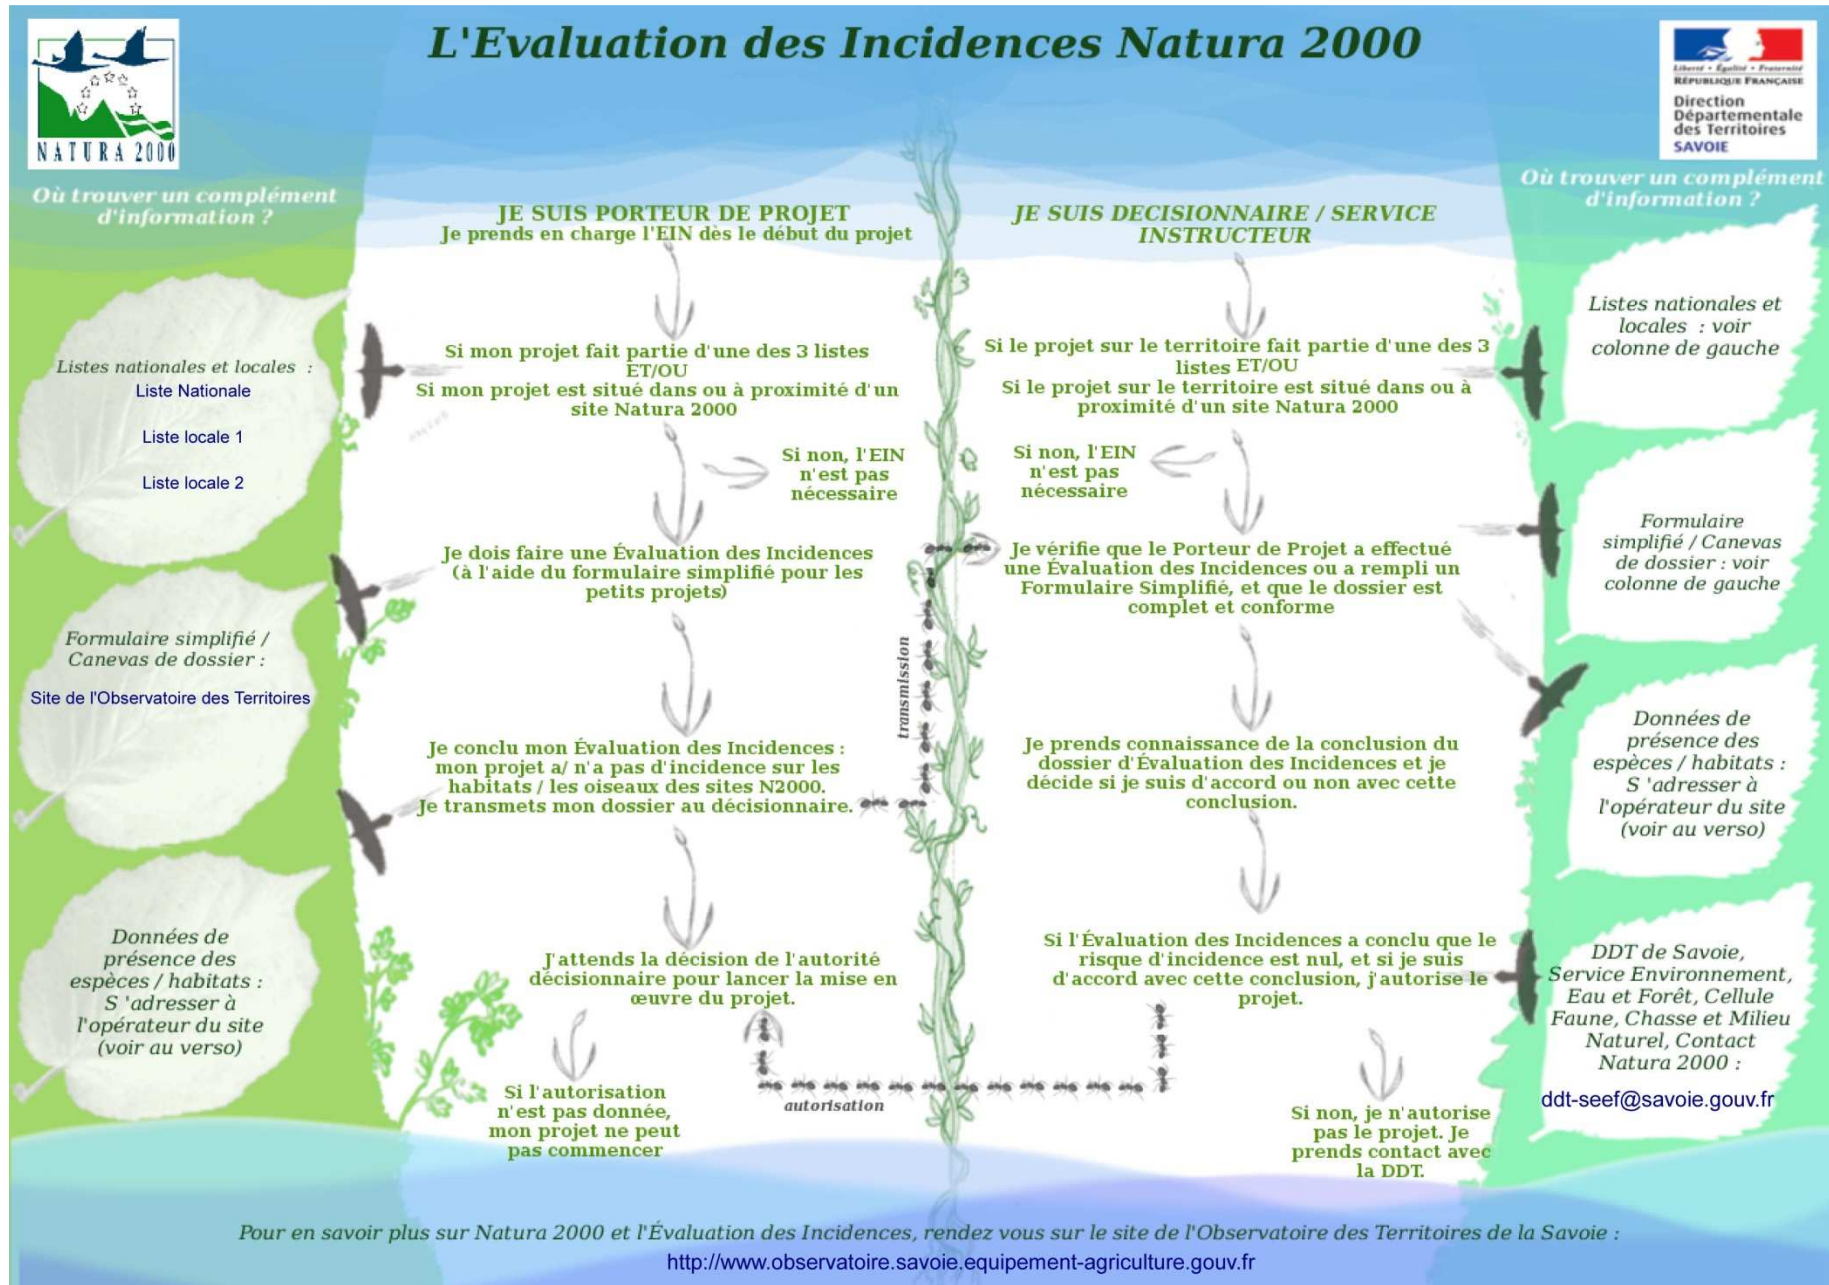 L'Evaluation des Incidences Natura 2000
NATURA 2000
Liberté • Égalité • Fraternité
RÉPUBLIQUE FRANÇAISE
Direction
Départementale
des Territoires
SAVOIE
Où trouver un complément
d'information ?
Listes nationales et locales :
Liste Nationale
Liste locale 1
Liste locale 2
Formulaire simplifié /
Canevas de dossier :
Site de l'Observatoire des Territoires
Données de
présence des
espèces / habitats :
S 'adresser à
l'opérateur du site
(voir au verso)
JE SUIS PORTEUR DE PROJET
Je prends en charge l'EIN dès le début du projet
Si mon projet fait partie d'une des 3 listes
ET/OU
Si mon projet est situé dans ou à proximité d'un
site Natura 2000
Si non, l'EIN
n'est pas
nécessaire
Je dois faire une Évaluation des Incidences
(à l'aide du formulaire simplifié pour les
petits projets)
Je conclu mon Évaluation des Incidences :
mon projet a/ n'a pas d'incidence sur les
habitats / les oiseaux des sites N2000.
Je transmets mon dossier au décisionnaire.
transmission
J'attends la décision de l'autorité
décisionnaire pour lancer la mise en
œuvre du projet.
Si l'autorisation
n'est pas donnée,
mon projet ne peut
pas commencer
autorisation
JE SUIS DECISIONNAIRE / SERVICE
INSTRUCTEUR
Si le projet sur le territoire fait partie d'une des 3
listes ET/OU
Si le projet sur le territoire est situé dans ou à
proximité d'un site Natura 2000
Si non, l'EIN
n'est pas
nécessaire
Je vérifie que le Porteur de Projet a effectué
une Évaluation des Incidences ou a rempli un
Formulaire Simplifié, et que le dossier est
complet et conforme
Je prends connaissance de la conclusion du
dossier d'Évaluation des Incidences et je
décide si je suis d'accord ou non avec cette
conclusion.
Si l'Évaluation des Incidences a conclu que le
risque d'incidence est nul, et si je suis
d'accord avec cette conclusion, j'autorise le
projet.
Si non, je n'autorise
pas le projet. Je
prends contact avec
la DDT.
Où trouver un complément
d'information ?
Listes nationales et
locales : voir
colonne de gauche
Formulaire
simplifié / Canevas
de dossier : voir
colonne de gauche
Données de
présence des
espèces / habitats :
S 'adresser à
l'opérateur du site
(voir au verso)
DDT de Savoie,
Service Environnement,
Eau et Forêt, Cellule
Faune, Chasse et Milieu
Naturel, Contact
Natura 2000 :
ddt-seef@savoie.gouv.fr
Pour en savoir plus sur Natura 2000 et l'Évaluation des Incidences, rendez vous sur le site de l'Observatoire des Territoires de la Savoie :
http://www.observatoire.savoie.equipement-agriculture.gouv.fr